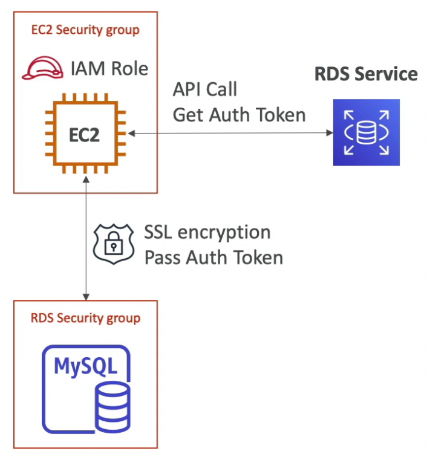 EC2 Security group
IAM Role
EC2
API Call
Get Auth Token
RDS Service
SSL encryption
Pass Auth Token
RDS Security group
MySQL